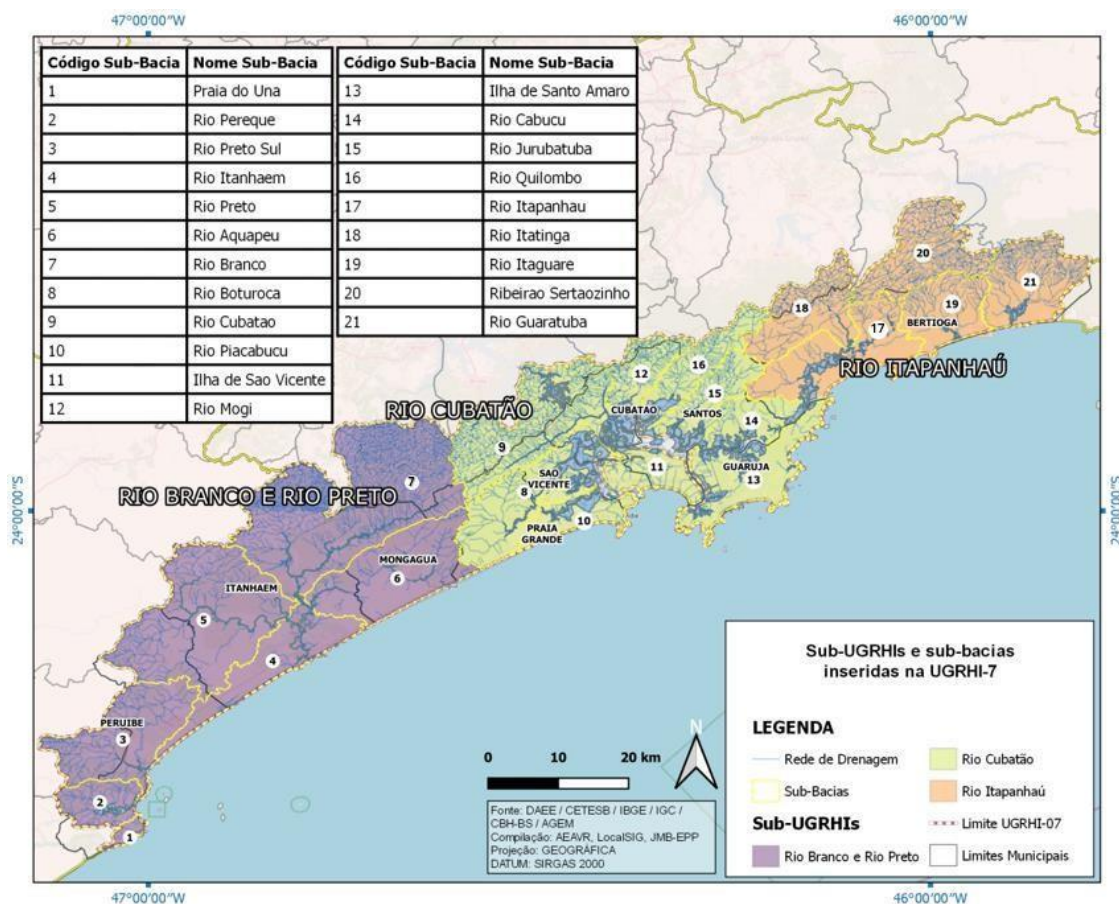 47°00'00"W
46°00'00"W
Código Sub-Bacia Nome Sub-Bacia
1 Praia do Una
2 Rio Pereque
3 Rio Preto Sul
4 Rio Itanhaem
5 Rio Preto
6 Rio Aquapeu
7 Rio Branco
8 Rio Boturoca
9 Rio Cubatao
10 Rio Piacabucu
11 Ilha de Sao Vicente
12 Rio Mogi
Código Sub-Bacia Nome Sub-Bacia
13 Ilha de Santo Amaro
14 Rio Cabucu
15 Rio Jurubatuba
16 Rio Quilombo
17 Rio Itapanhau
18 Rio Itatinga
19 Rio Itaguare
20 Ribeirao Sertaozinho
21 Rio Guaratuba
20
21
18
19
17
BERTIOGA
RIO ITAPANHAÚ
16
12
15
RIO CUBATÃO
CUBATAO
SANTOS
14
9
GUARUJA
11
13
SAO
VICENTE
8
7
RIO BRANCO E RIO PRETO
PRAIA
GRANDE
10
24°00'00"S
24°00'00"S
MONGAGUA
6
ITANHAEM
5
4
PERUIBE
3
2
1
N
0 10 20 km
Fonte: DAEE / CETESB / IBGE / IGC /
CBH-BS / AGEM
Compilação: AEAVR, LocalSIG, JMB-EPP
Projeção: GEOGRÁFICA
DATUM: SIRGAS 2000
Sub-UGRHIs e sub-bacias
inseridas na UGRHI-7
LEGENDA
Rede de Drenagem
Sub-Bacias
Sub-UGRHIs
Rio Branco e Rio Preto
Rio Cubatão
Rio Itapanhaú
Limite UGRHI-07
Limites Municipais
47°00'00"W
46°00'00"W